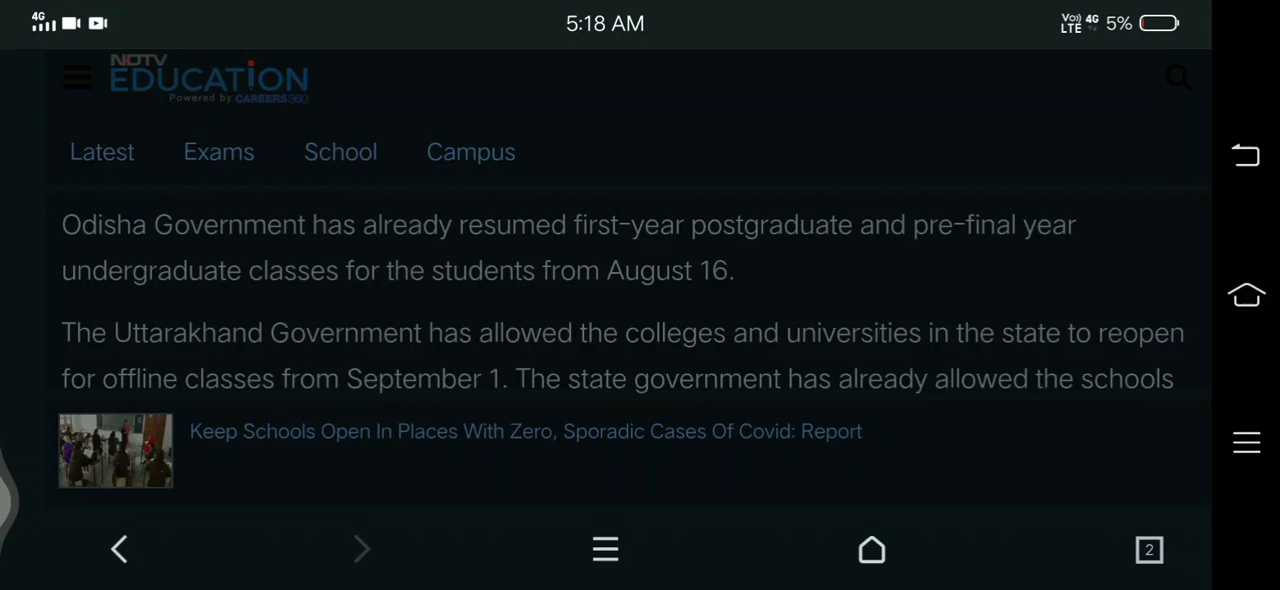 4G
5:18 AM
Vo)) LTE 4G 5%
NDTV
EDUCATION
Powered by CAREERS360
Latest Exams School Campus
Odisha Government has already resumed first-year postgraduate and pre-final year
undergraduate classes for the students from August 16.
The Uttarakhand Government has allowed the colleges and universities in the state to reopen
for offline classes from September 1. The state government has already allowed the schools
Keep Schools Open In Places With Zero, Sporadic Cases Of Covid: Report
2